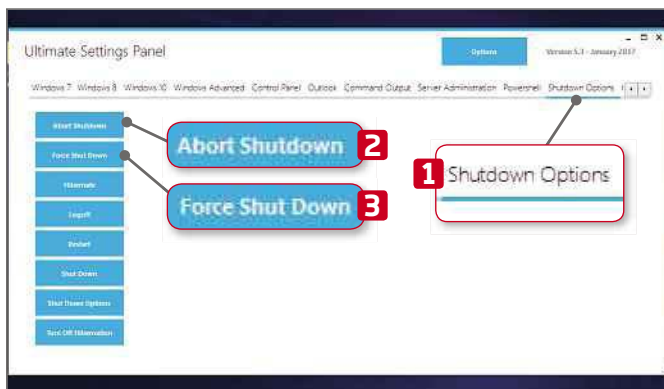 Ultimate Settings Panel
Options
Version 5.3 - January 2017
Windows 7 Windows 8 Windows 10 Windows Advanced Control Panel Outlook Command Output Server Administration Powershell Shutdown Options
Abort Shutdown
Force Shut Down
Hibernate
Logoff
Restart
Shut Down
Shut Down Options
Turn Off Hibernation
Abort Shutdown 2
Force Shut Down 3
1 Shutdown Options